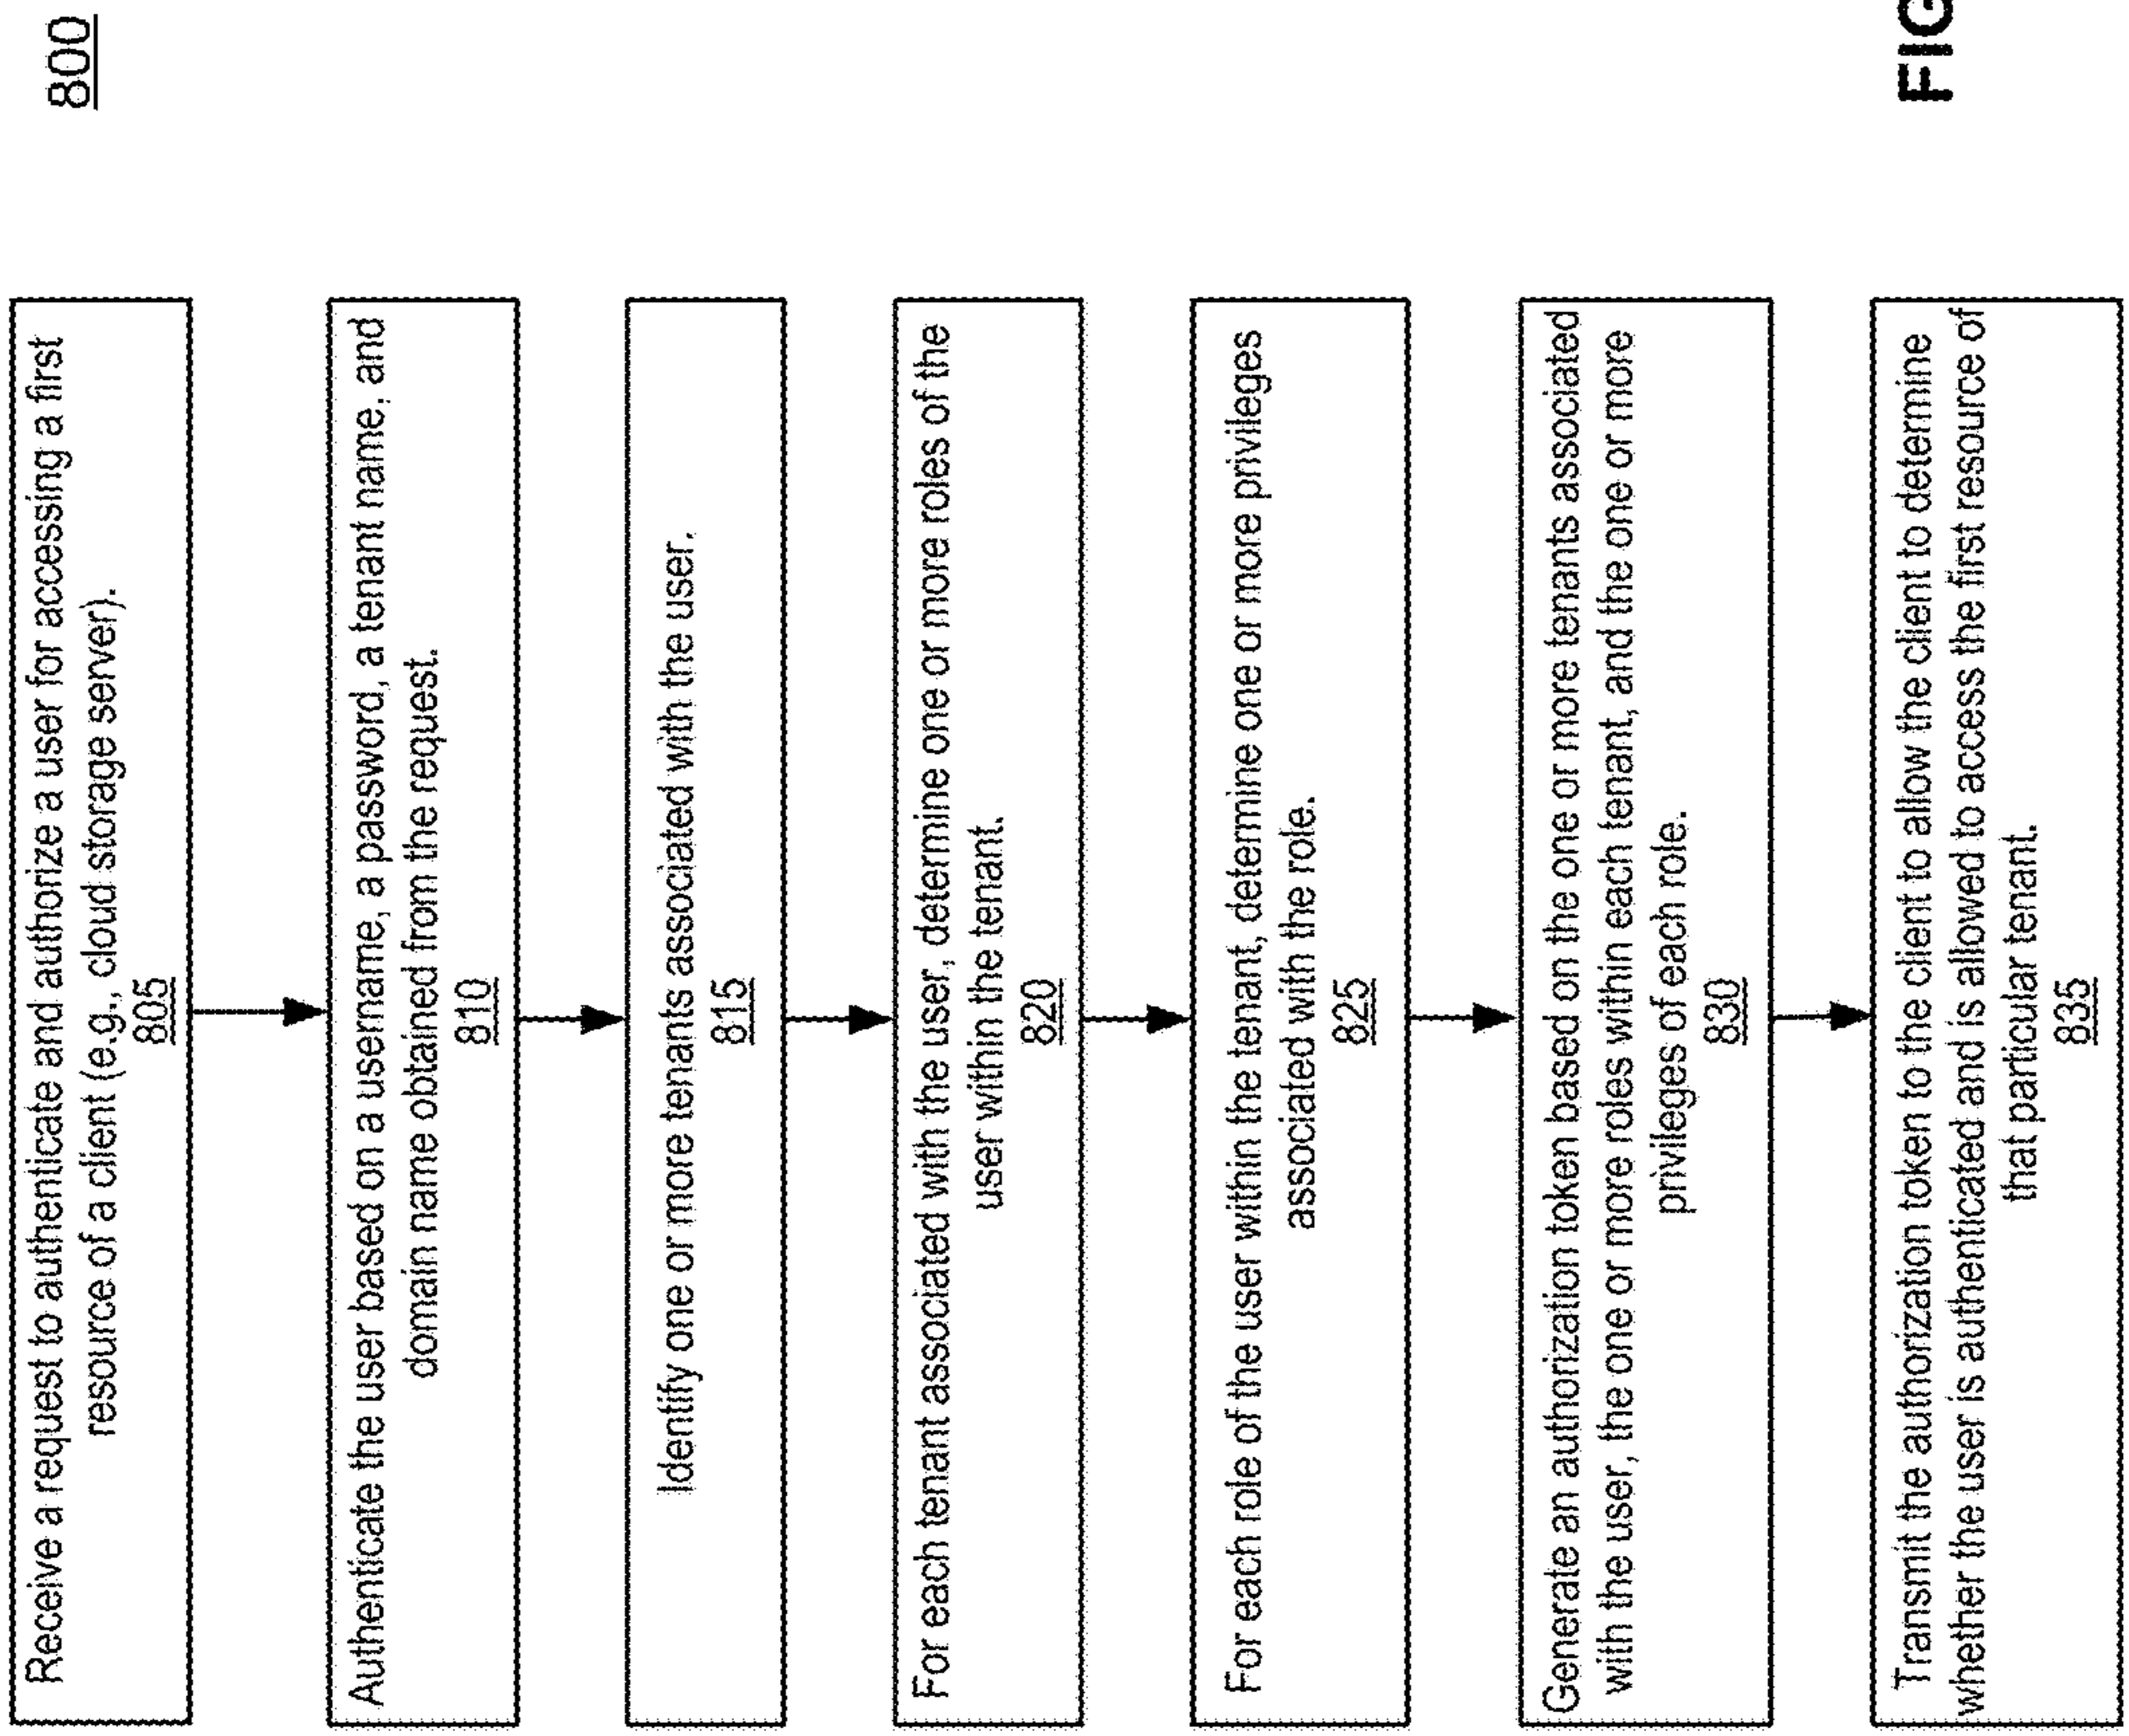 800
Receive a request to authenticate and authorize a user for accessing a first
resource of a client (e.g., cloud storage server).
805
Authenticate the user based on a username, a password, a tenant name, and
domain name obtained from the request.
810
Identify one or more tenants associated with the user.
815
For each tenant associated with the user, determine one or more roles of the
user within the tenant.
820
For each role of the user within the tenant, determine one or more privileges
associated with the role.
825
Generate an authorization token based on the one or more tenants associated
with the user, the one or more roles within each tenant, and the one or more
privileges of each role.
830
Transmit the authorization token to the client to allow the client to determine
whether the user is authenticated and is allowed to access the first resource of
that particular tenant.
835
FIG